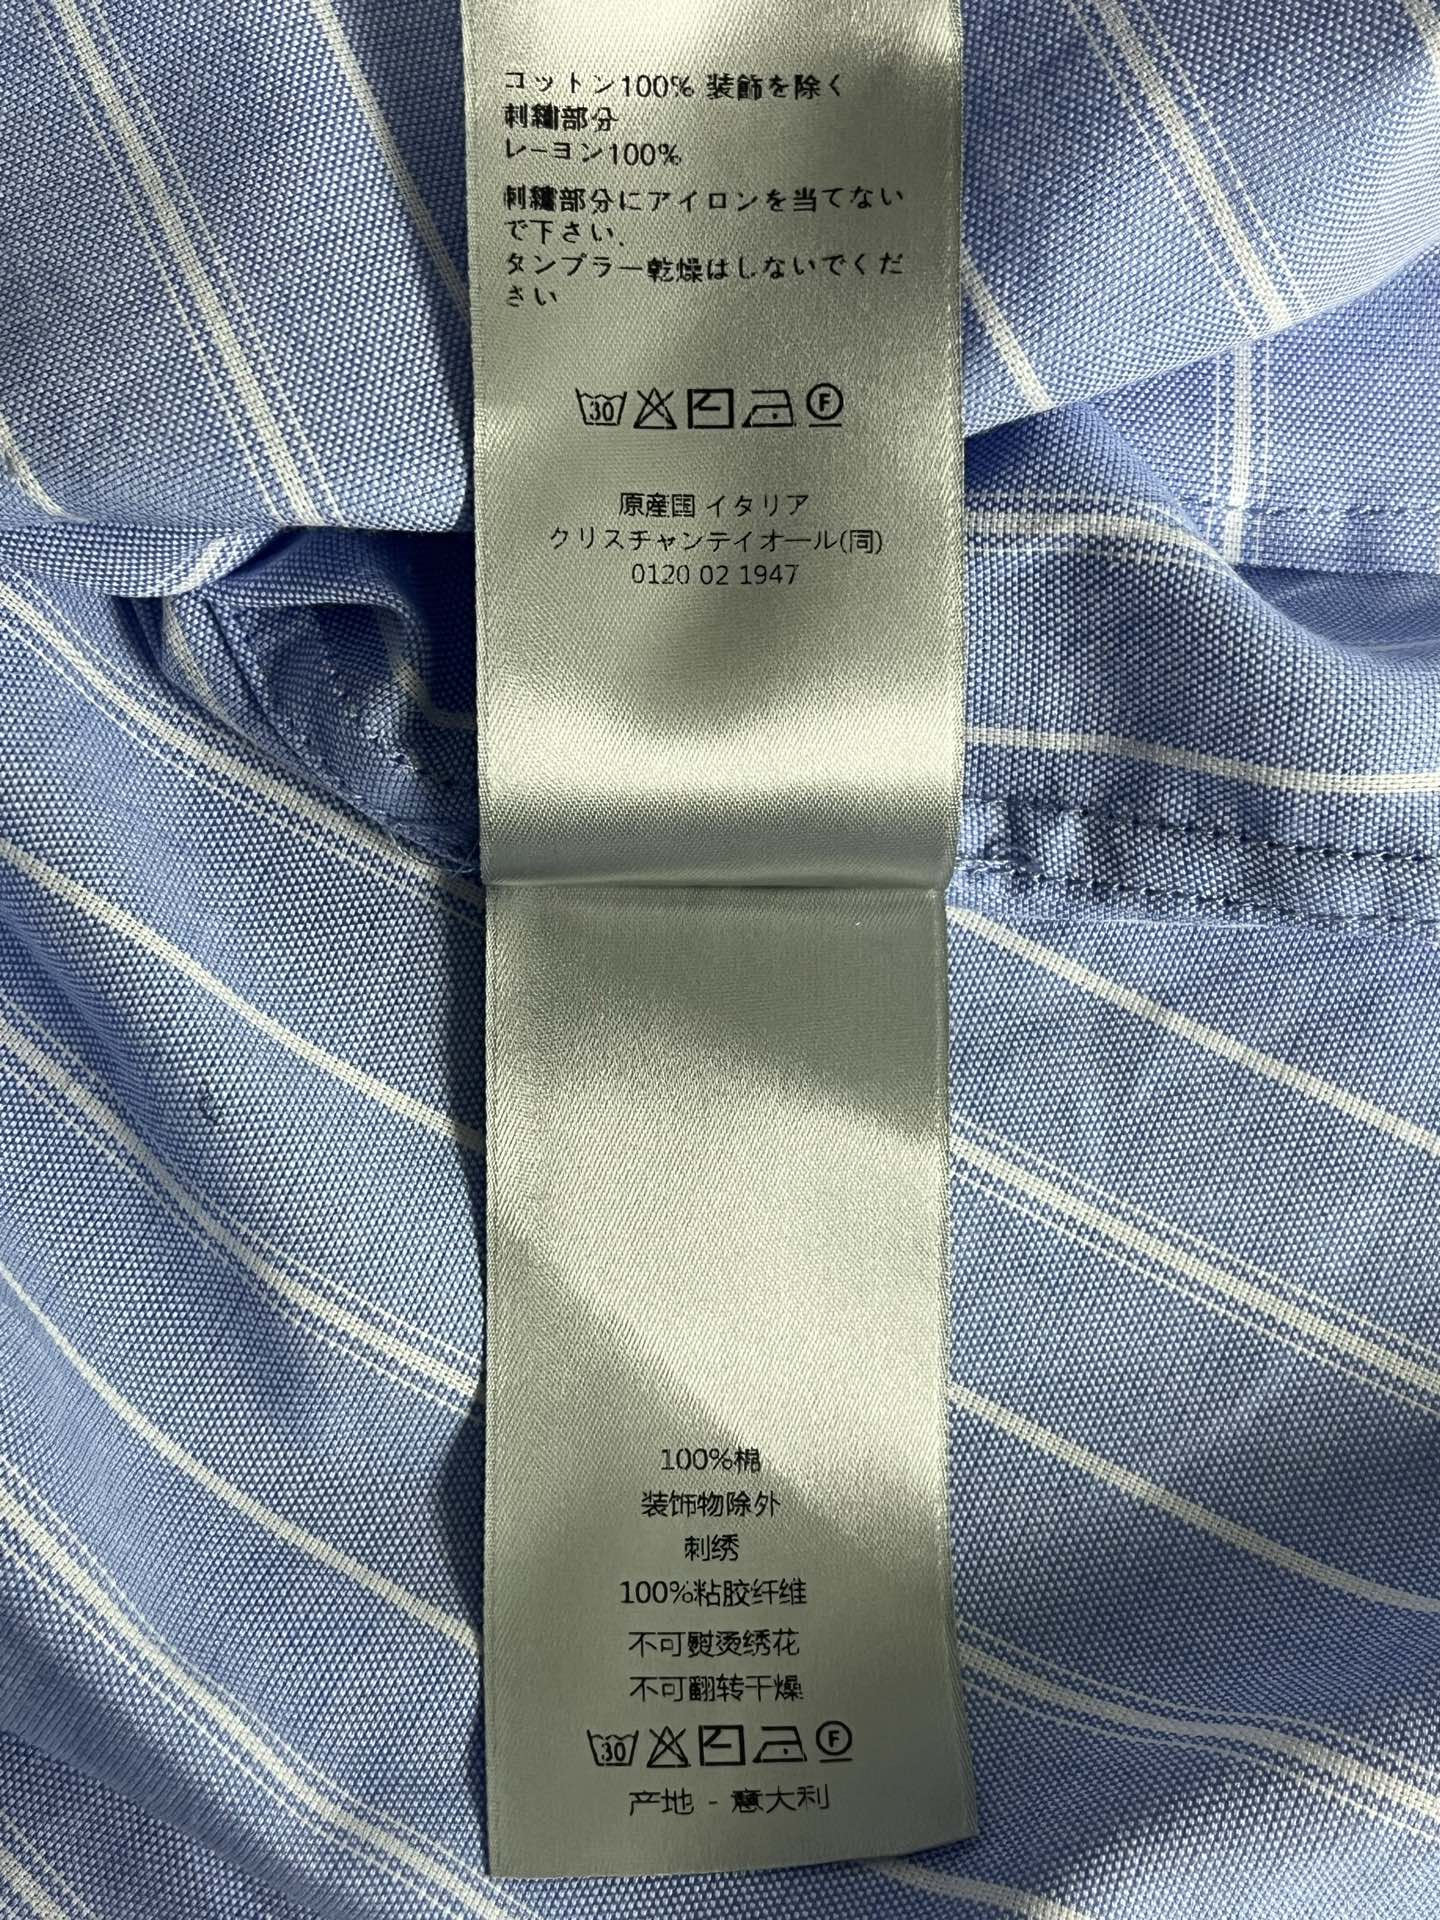 コットン100% 装飾を除く
刺繍部分
レーヨン100%
刺繍部分にアイロンを当てない
で下さい.
タンブラー乾燥はしないでくだ
さい
30 F
原産国 イタリア
クリスチャンディオール(同)
0120 02 1947
100%棉
装饰物除外
刺绣
100%粘胶纤维
不可熨烫绣花
不可翻转干燥
30 F
产地 - 意大利